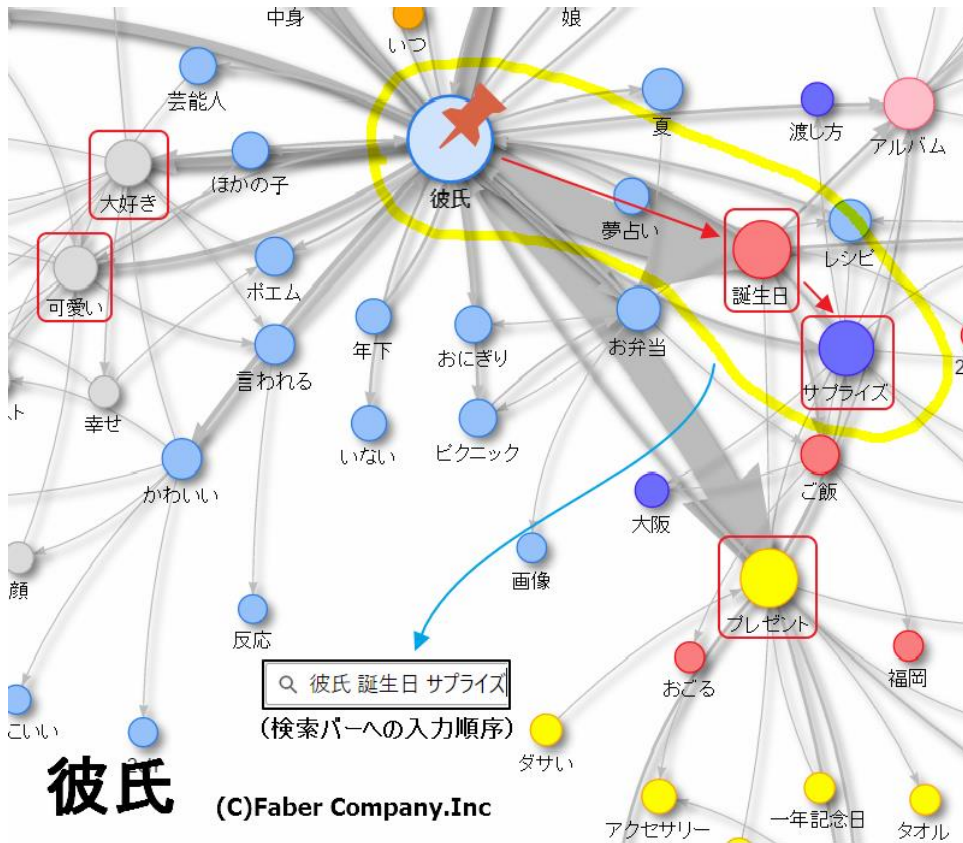 中身
いつ
娘
芸能人
夏
渡し方
アルバム
大好き
ほかの子
彼氏
夢占い
レシピ
誕生日
可愛い
ポエム
年下
おにぎり
お弁当
サプライズ
言われる
幸せ
いない
ピクニック
かわいい
ご飯
大阪
画像
顔
反応
プレゼント
おごる
福岡
彼氏 誕生日 サプライズ
(検索バーへの入力順序)
こいい
ダサい
アクセサリー
一年記念日
タオル
彼氏
(C)Faber Company.Inc